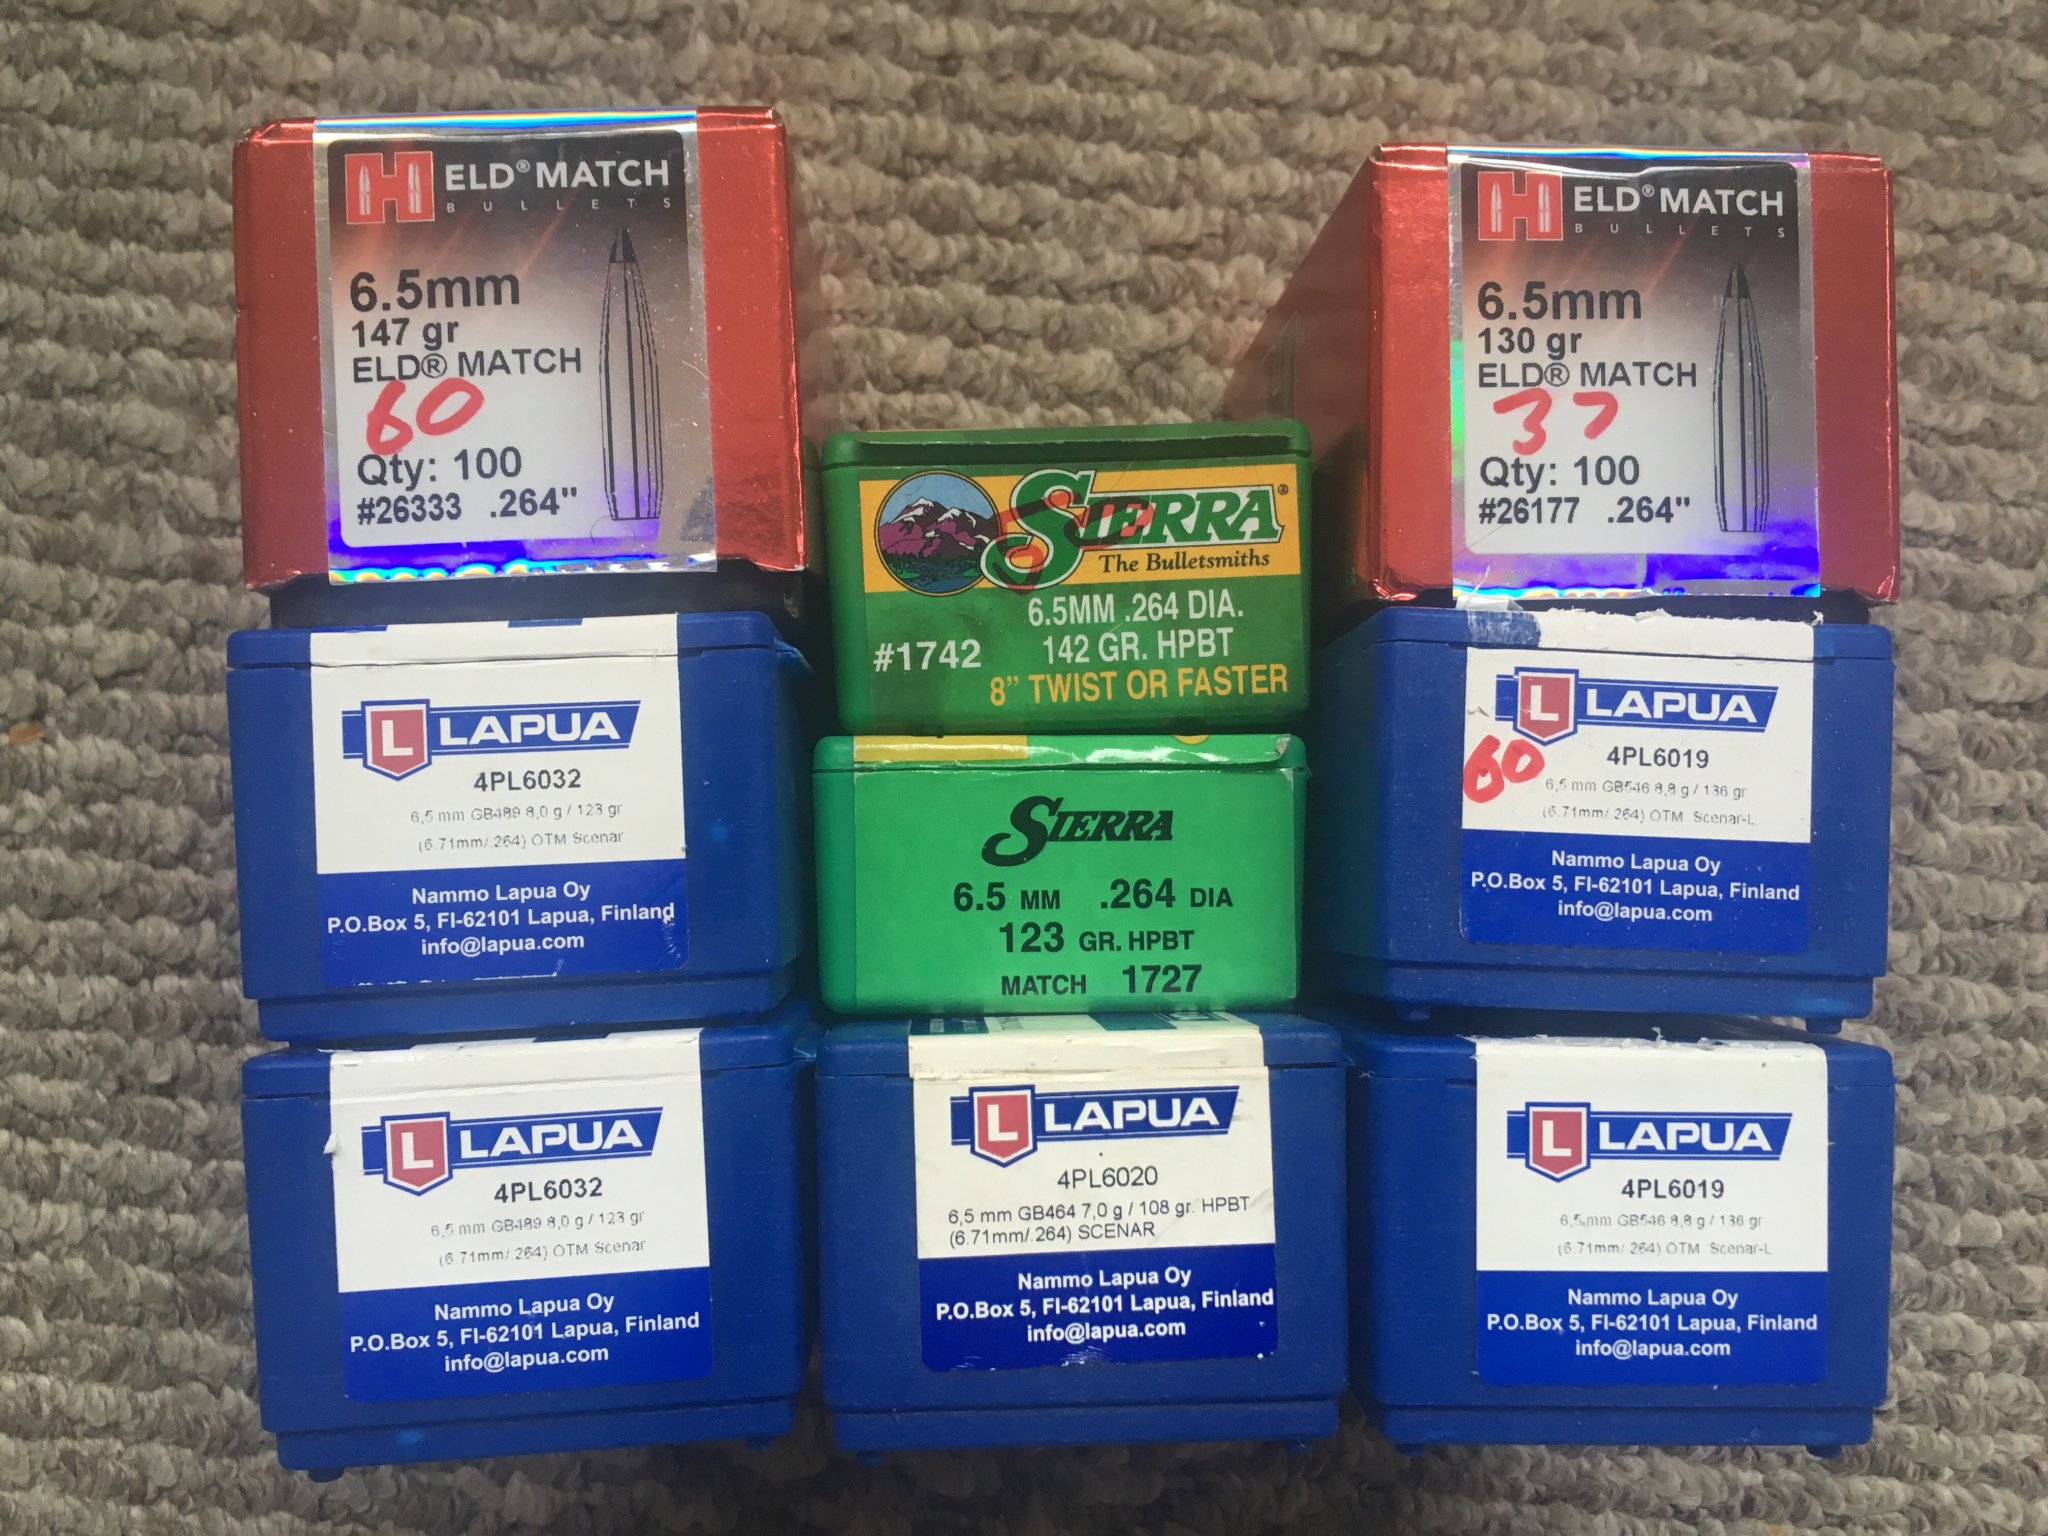 ELD® MATCH
BULLETS
6.5mm
147 gr
ELD® MATCH
60
Qty: 100
#26333 .264"
ELD® MATCH
BULLETS
6.5mm
130 gr
ELD® MATCH
37
Qty: 100
#26177 .264"
SIERRA®
The Bulletsmiths
6.5MM .264 DIA.
#1742 142 GR. HPBT
8” TWIST OR FASTER
L LAPUA
4PL6032
6,5 mm GB489 8,0 g / 123 gr
(6.71mm/.264) OTM Scenar
Nammo Lapua Oy
P.O.Box 5, FI-62101 Lapua, Finland
info@lapua.com
SIERRA
6.5 MM .264 DIA
123 GR. HPBT
MATCH 1727
L LAPUA
4PL6019
60
6,5 mm GB546 8,8 g / 136 gr
(6.71mm/.264) OTM Scenar-L
Nammo Lapua Oy
P.O.Box 5, FI-62101 Lapua, Finland
info@lapua.com
L LAPUA
4PL6032
6,5 mm GB489 8,0 g / 123 gr
(6.71mm/.264) OTM Scenar
Nammo Lapua Oy
P.O.Box 5, FI-62101 Lapua, Finland
info@lapua.com
L LAPUA
4PL6020
6,5 mm GB464 7,0 g / 108 gr. HPBT
(6.71mm/.264) SCENAR
Nammo Lapua Oy
P.O.Box 5, FI-62101 Lapua, Finland
info@lapua.com
L LAPUA
4PL6019
6,5 mm GB546 8,8 g / 136 gr
(6.71mm/.264) OTM Scenar-L
Nammo Lapua Oy
P.O.Box 5, FI-62101 Lapua, Finland
info@lapua.com